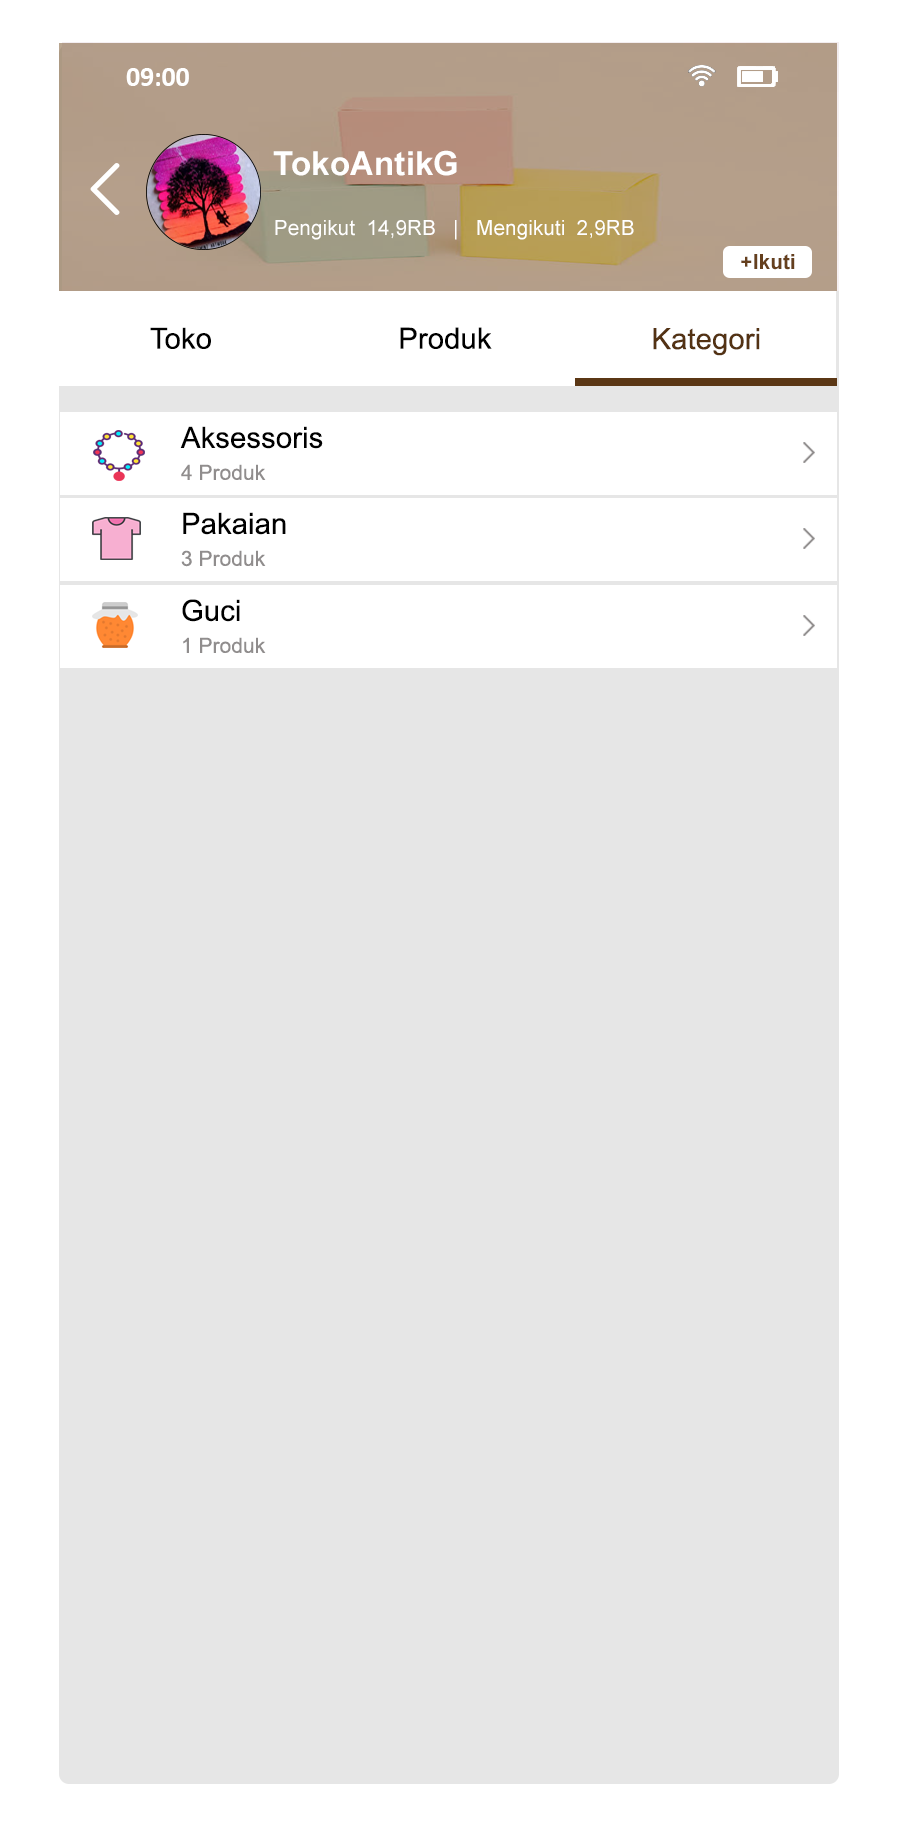 09:00
TokoAntikG
Pengikut 14,9RB | Mengikuti 2,9RB
+Ikuti
Toko Produk Kategori
Aksessoris
4 Produk
Pakaian
3 Produk
Guci
1 Produk